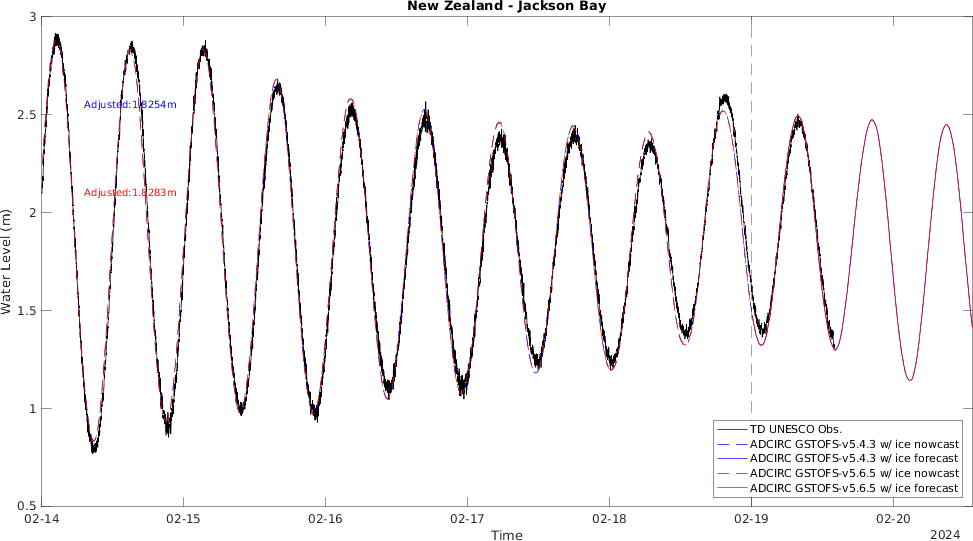 New Zealand - Jackson Bay
3
2.5
2
1.5
1
0.5
Water Level (m)
Adjusted:1.8254m
Adjusted:1.8283m
TD UNESCO Obs.
ADCIRC GSTOFS-v5.4.3 w/ ice nowcast
ADCIRC GSTOFS-v5.4.3 w/ ice forecast
ADCIRC GSTOFS-v5.6.5 w/ ice nowcast
ADCIRC GSTOFS-v5.6.5 w/ ice forecast
02-14 02-15 02-16 02-17 02-18 02-19 02-20
Time
2024